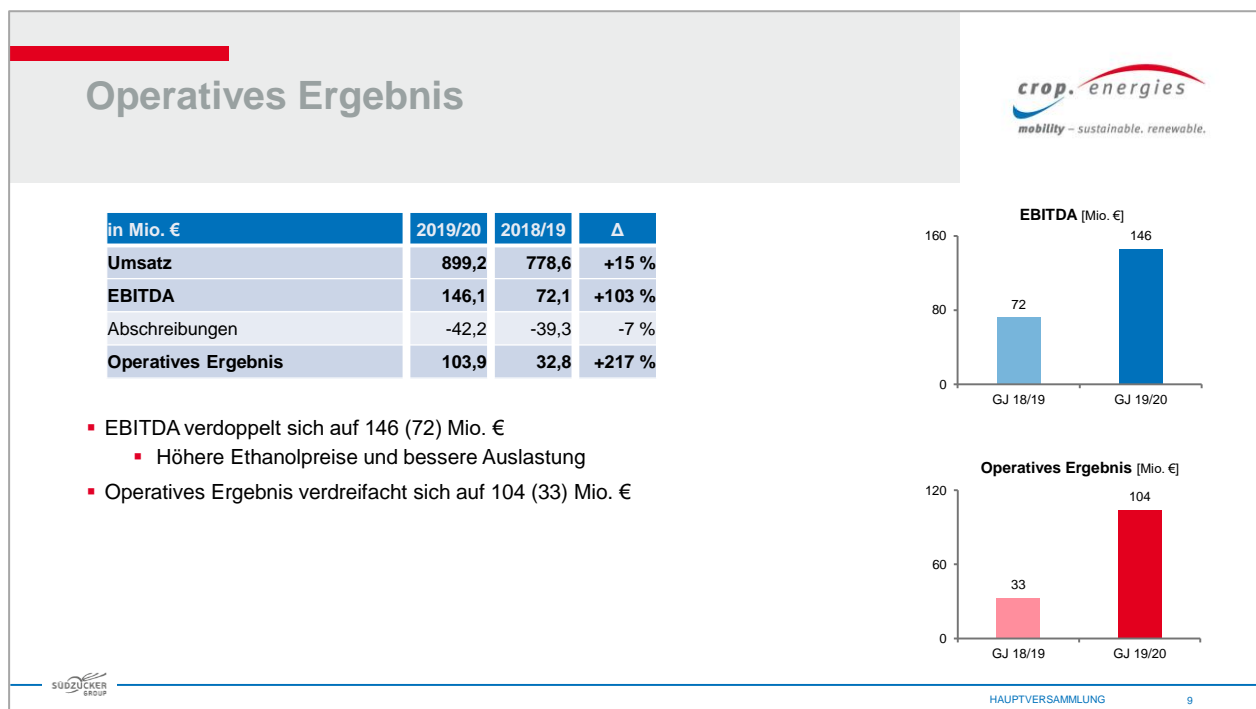 Operatives Ergebnis
crop. energies
mobility – sustainable. renewable.
in Mio. € 2019/20 2018/19 Δ
Umsatz 899,2 778,6 +15 %
EBITDA 146,1 72,1 +103 %
Abschreibungen -42,2 -39,3 -7 %
Operatives Ergebnis 103,9 32,8 +217 %
▪ EBITDA verdoppelt sich auf 146 (72) Mio. €
▪ Höhere Ethanolpreise und bessere Auslastung
▪ Operatives Ergebnis verdreifacht sich auf 104 (33) Mio. €
EBITDA [Mio. €]
160
146
80
72
0
GJ 18/19 GJ 19/20
Operatives Ergebnis [Mio. €]
120
104
60
33
0
GJ 18/19 GJ 19/20
SÜDZUCKER
GROUP
HAUPTVERSAMMLUNG 9